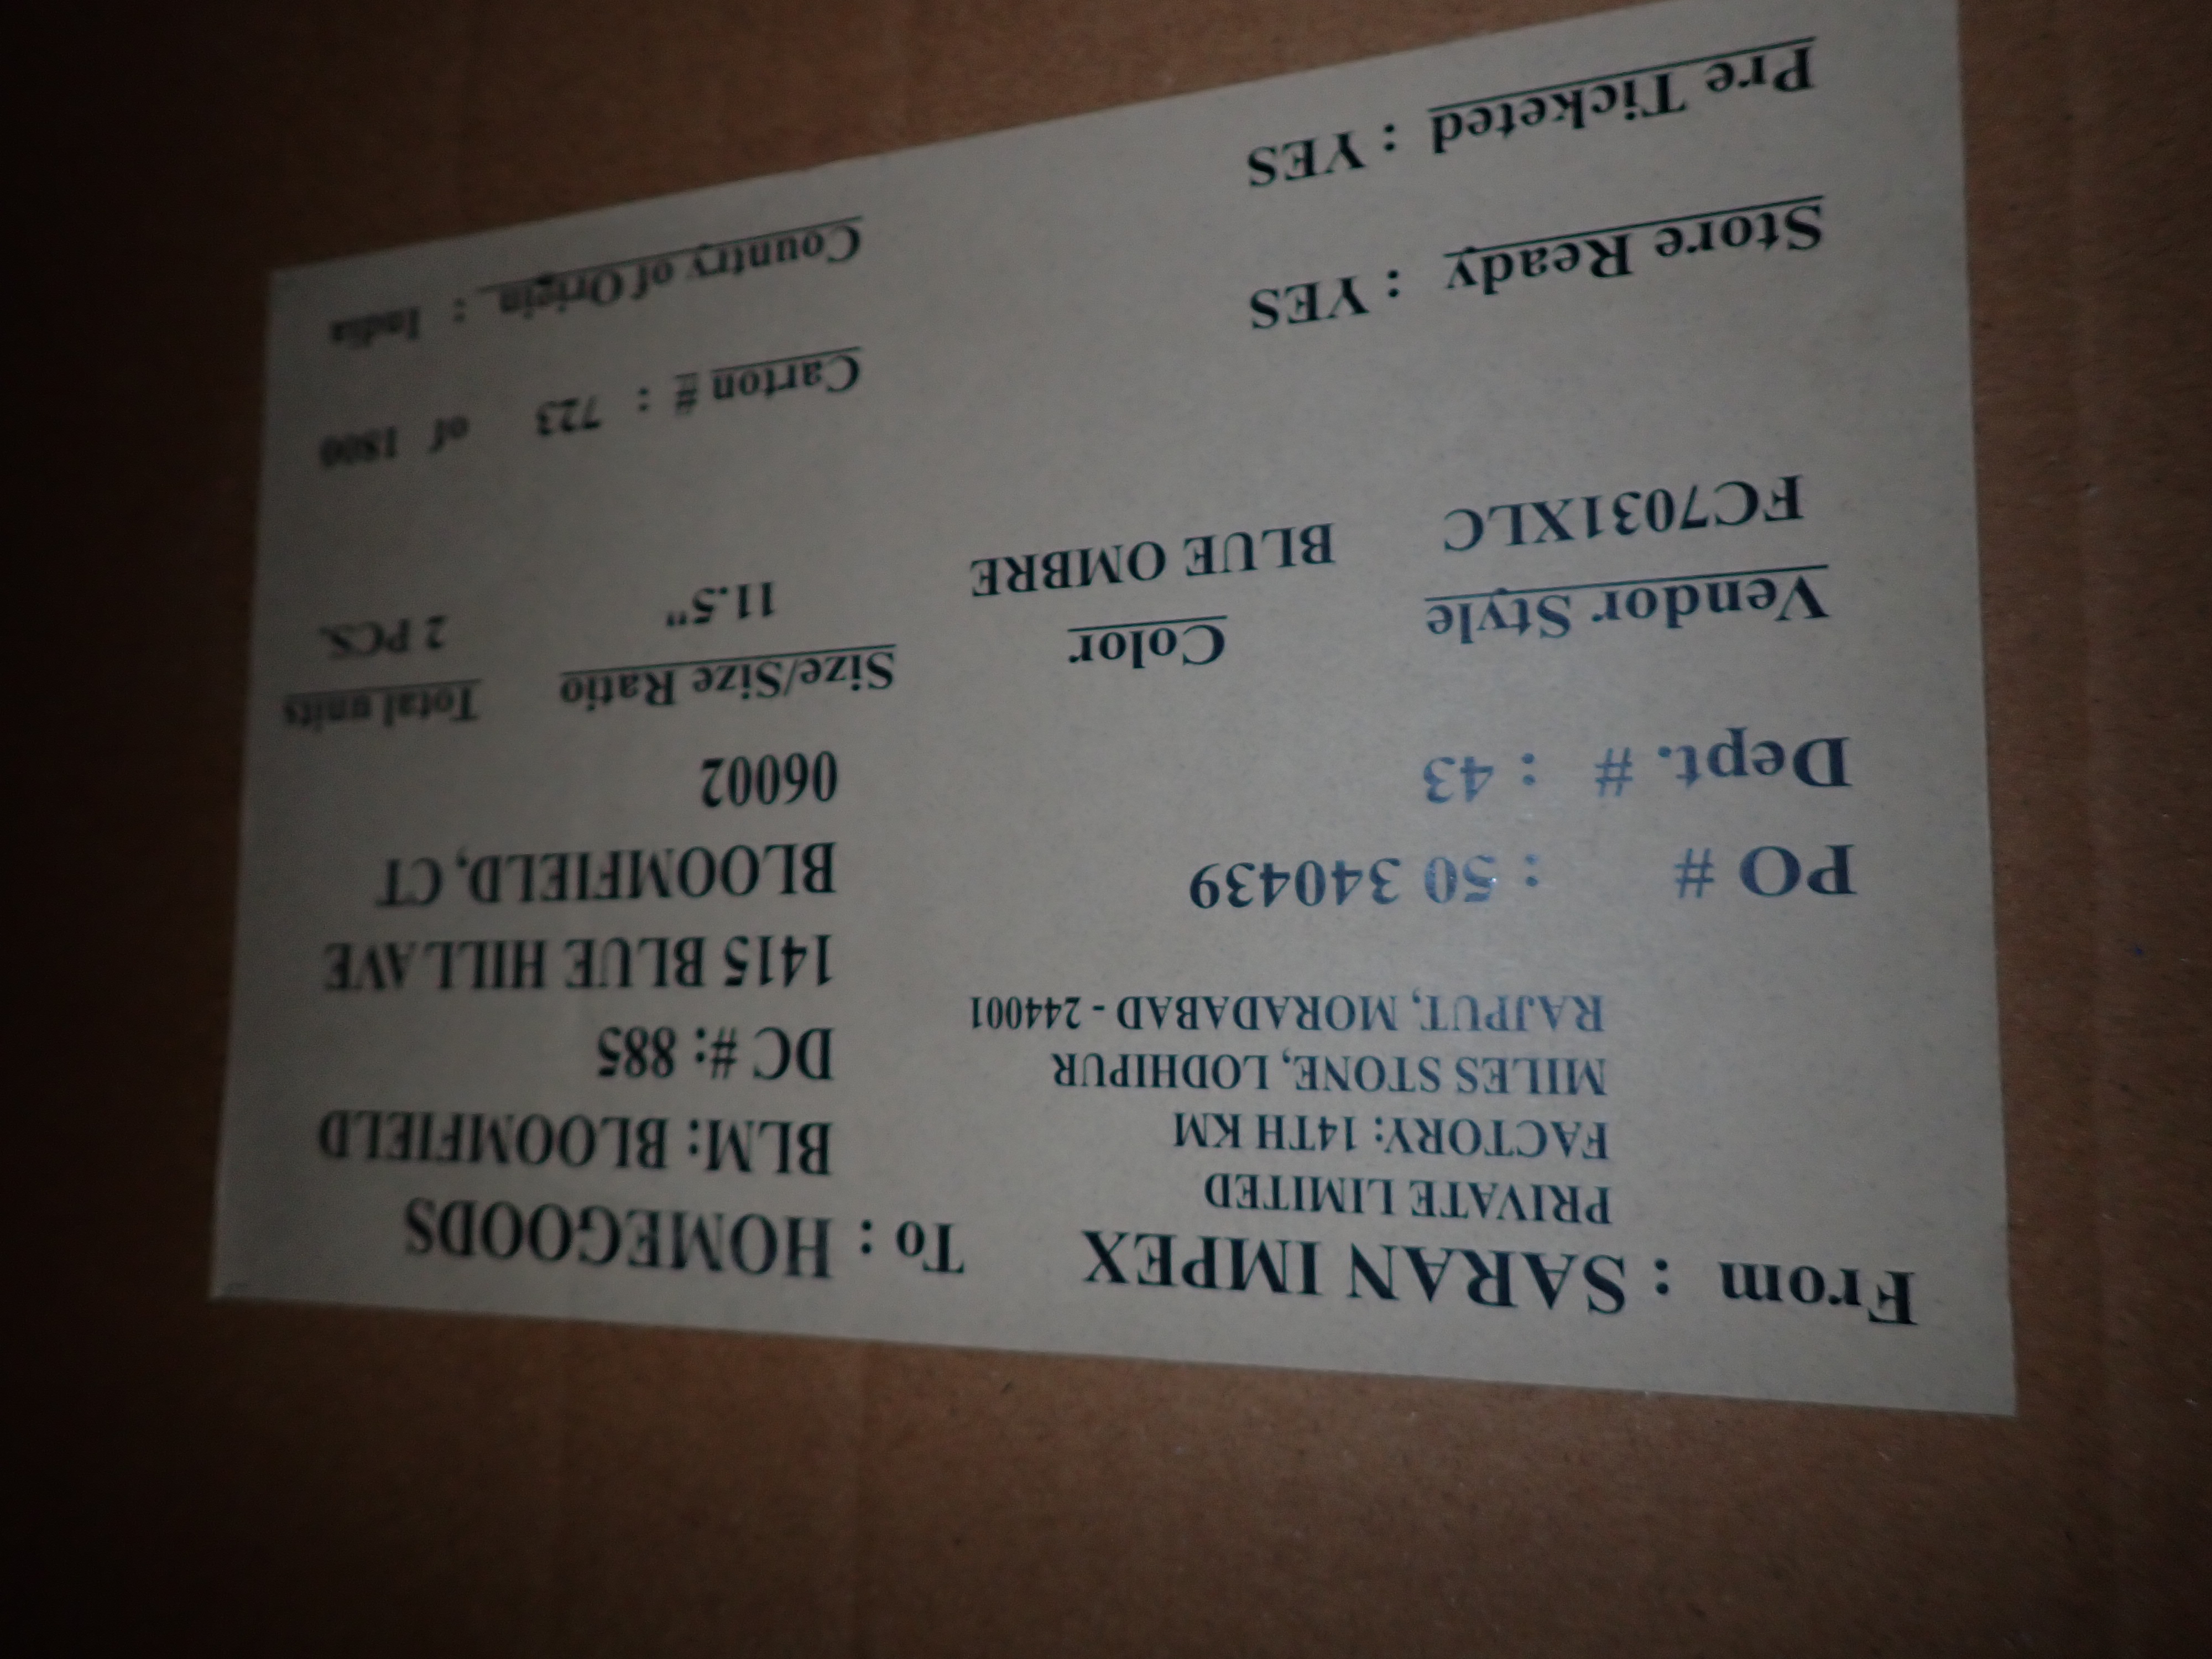 From : SARAN IMPEX
PRIVATE LIMITED
FACTORY: 14TH KM
MILES STONE, LODHIPUR
RAJPUT, MORADABAD - 244001
To : HOMEGOODS
BLM: BLOOMFIELD
DC #: 885
1415 BLUE HILL AVE
BLOOMFIELD, CT
06002
PO # : 50 340439
Dept. # : 43
Vendor Style Color Size/Size Ratio Total units
FC7031XLC BLUE OMBRE 11.5" 2 PCS.
Store Ready : YES
Carton # : 723 of 1800
Pre Ticketed : YES
Country of Origin : India